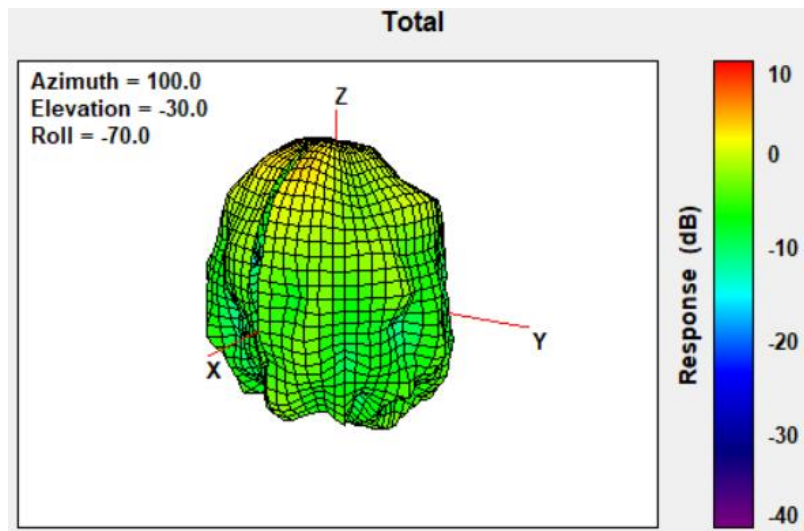 Total
Azimuth = 100.0
Elevation = -30.0
Roll = -70.0
Z
X
Y
10
0
-10
-20
-30
-40
Response (dB)